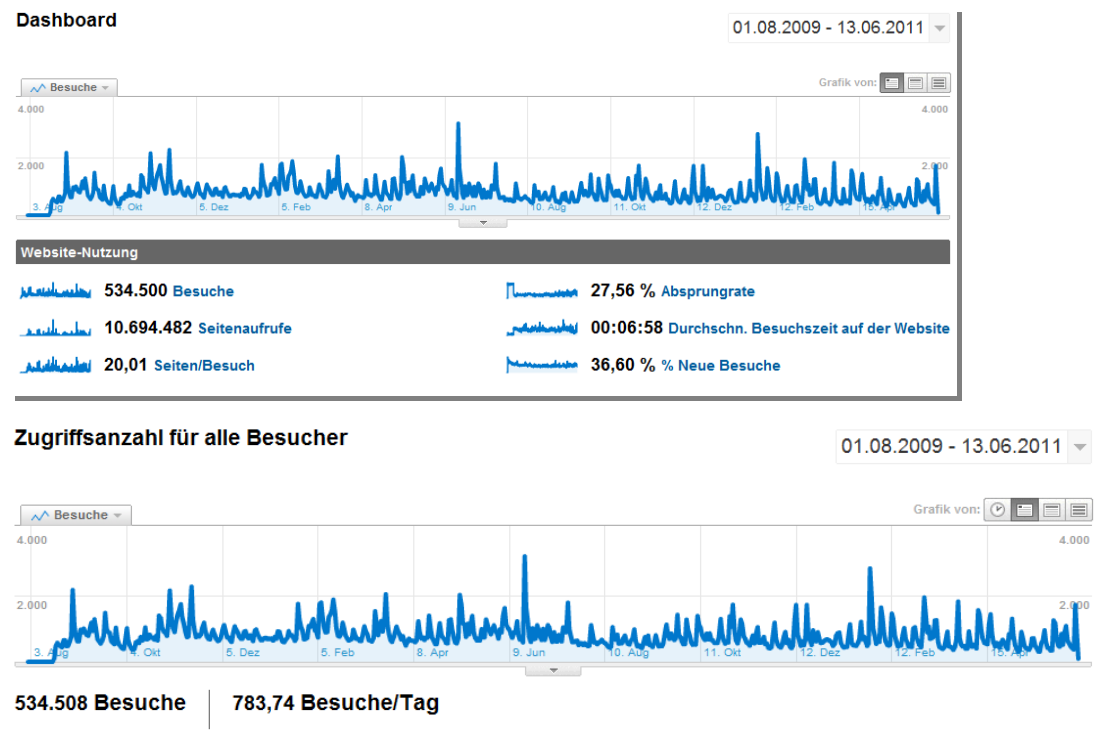 Dashboard
01.08.2009 - 13.06.2011
Besuche
Grafik von:
4.000 4.000
2.000 2.000
3. Aug 4. Okt 5. Dez 5. Feb 8. Apr 9. Jun 10. Aug 11. Okt 12. Dez 12. Feb 15. Apr
Website-Nutzung
534.500 Besuche 27,56 % Absprungrate
10.694.482 Seitenaufrufe 00:06:58 Durchschn. Besuchszeit auf der Website
20,01 Seiten/Besuch 36,60 % % Neue Besuche
Zugriffsanzahl für alle Besucher
01.08.2009 - 13.06.2011
Besuche
Grafik von:
4.000 4.000
2.000 2.000
3. Aug 4. Okt 5. Dez 5. Feb 8. Apr 9. Jun 10. Aug 11. Okt 12. Dez 12. Feb 15. Apr
534.508 Besuche 783,74 Besuche/Tag